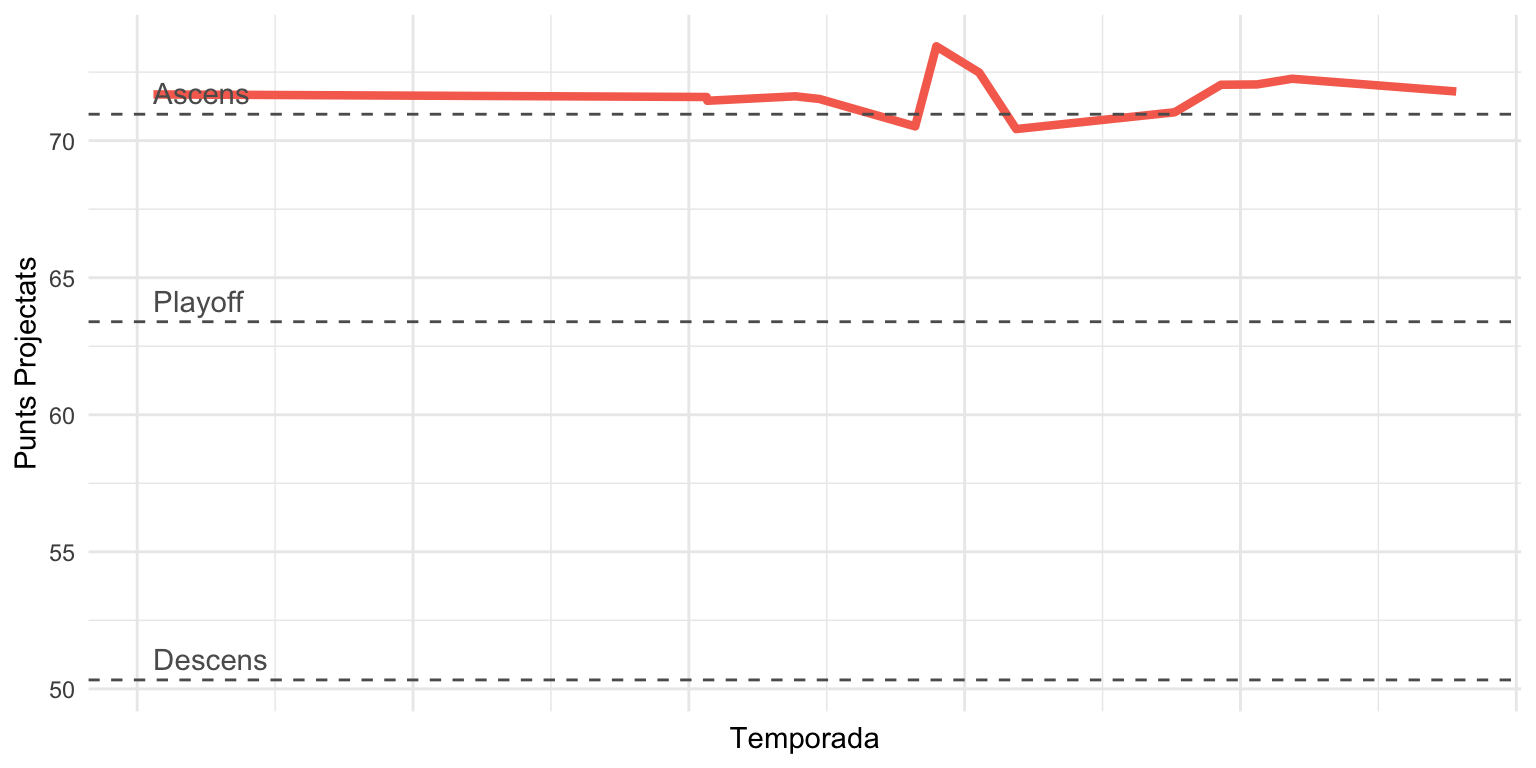 Ascens
70
65
Playoff
Punts Projectats
60
55
Descens
50
Temporada